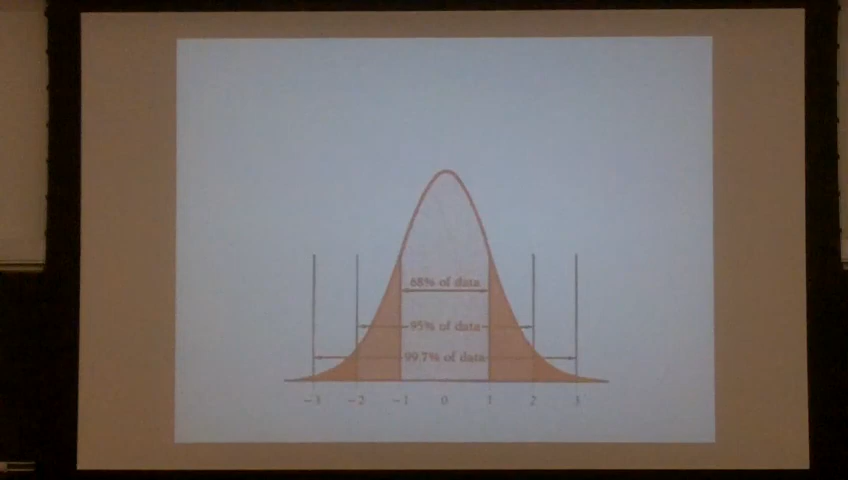 68% of data
95% of data
99.7% of data
−3 −2 −1 0 1 2 3